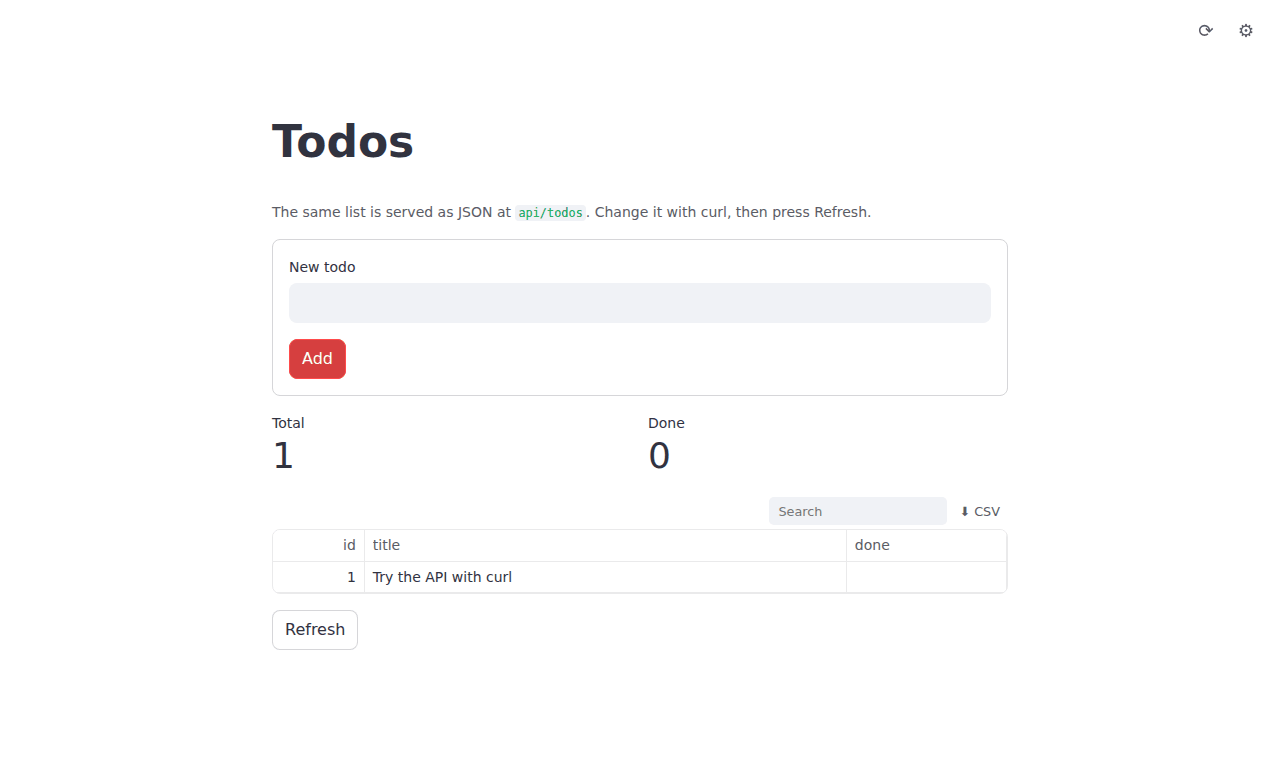 ⟳ ⚙
Todos
The same list is served as JSON at api/todos. Change it with curl, then press Refresh.
New todo
Add
Total Done
1 0
Search ⬇ CSV
id title done
1 Try the API with curl
Refresh